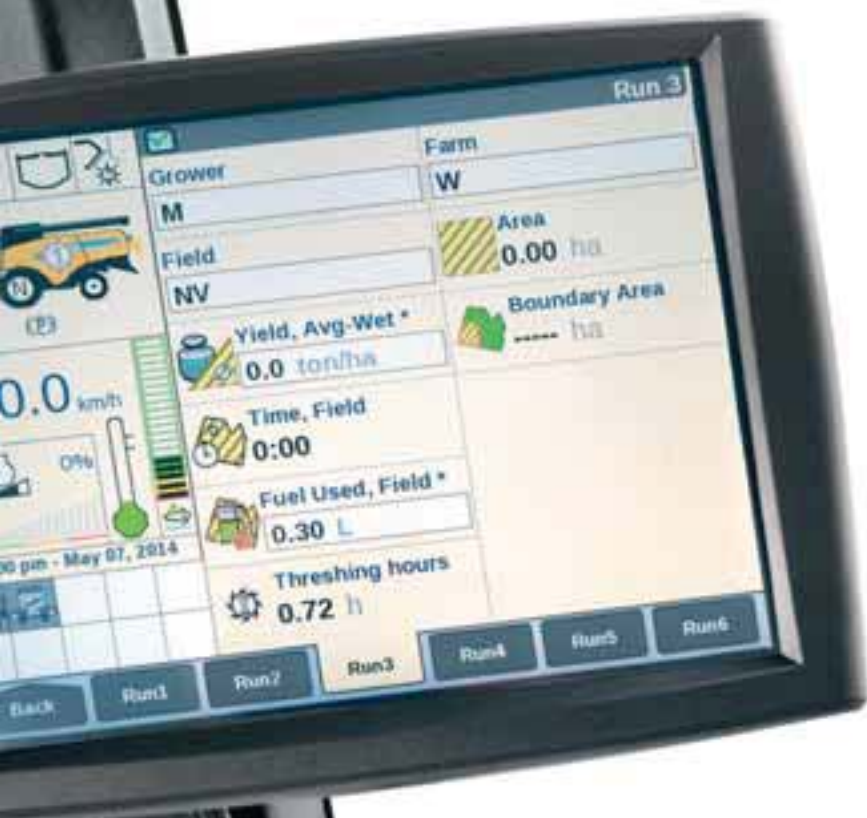 Run 3
Grower
M
Farm
W
Field
NV
Area
0.00 ha
Yield, Avg-Wet *
0.0 ton/ha
Boundary Area
----- ha
Time, Field
0:00
Fuel Used, Field *
0.30 L
Threshing hours
0.72 h
1
N
(P)
0.0 km/h
0%
00 pm - May 07, 2014
Back
Run1
Run2
Run3
Run4
Run5
Run6